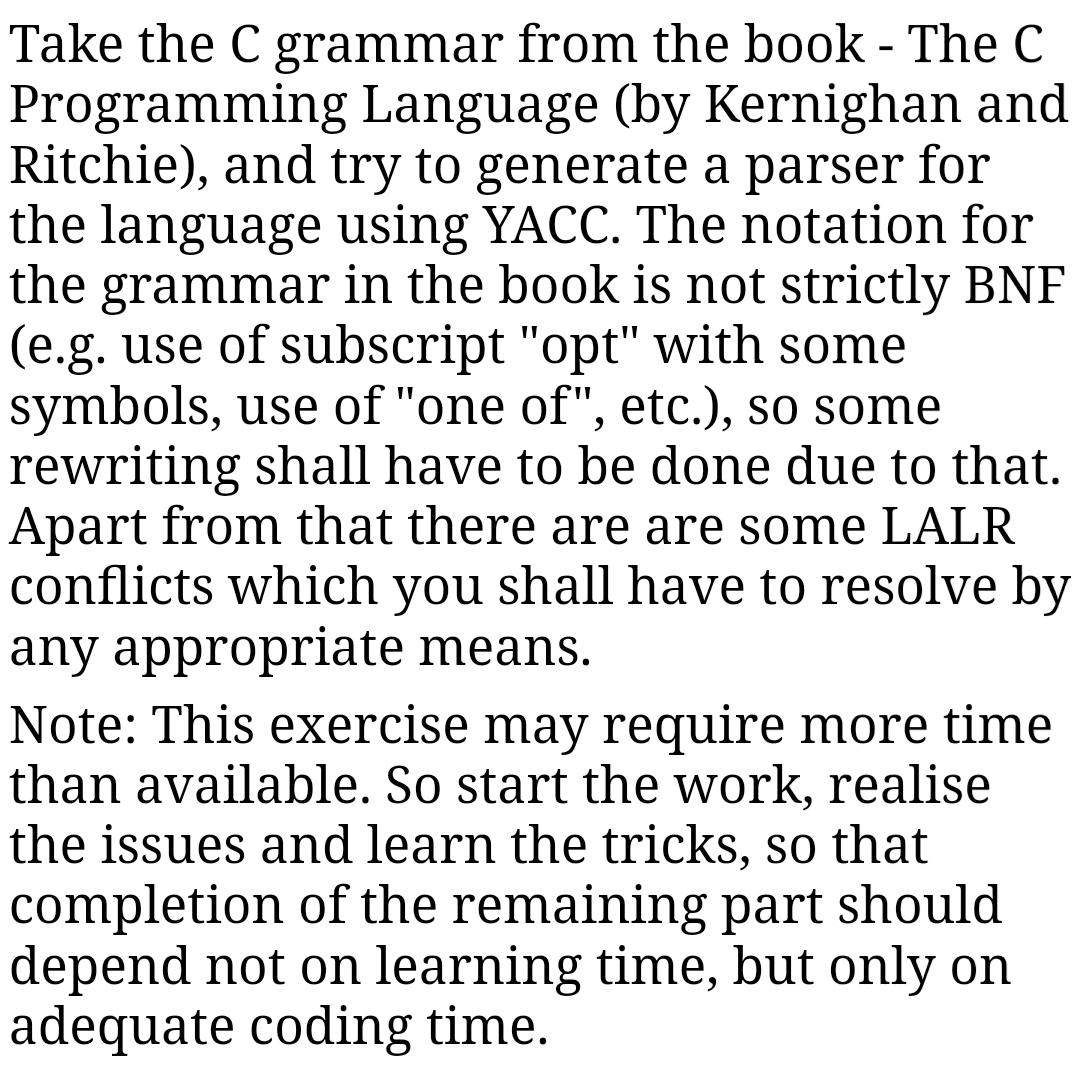 Take the C grammar from the book - The C
Programming Language (by Kernighan and
Ritchie), and try to generate a parser for
the language using YACC. The notation for
the grammar in the book is not strictly BNF
(e.g. use of subscript "opt" with some
symbols, use of "one of", etc.), so some
rewriting shall have to be done due to that.
Apart from that there are some LALR
conflicts which you shall have to resolve by
any appropriate means.
Note: This exercise may require more time
than available. So start the work, realise
the issues and learn the tricks, so that
completion of the remaining part should
depend not on learning time, but only on
adequate coding time.